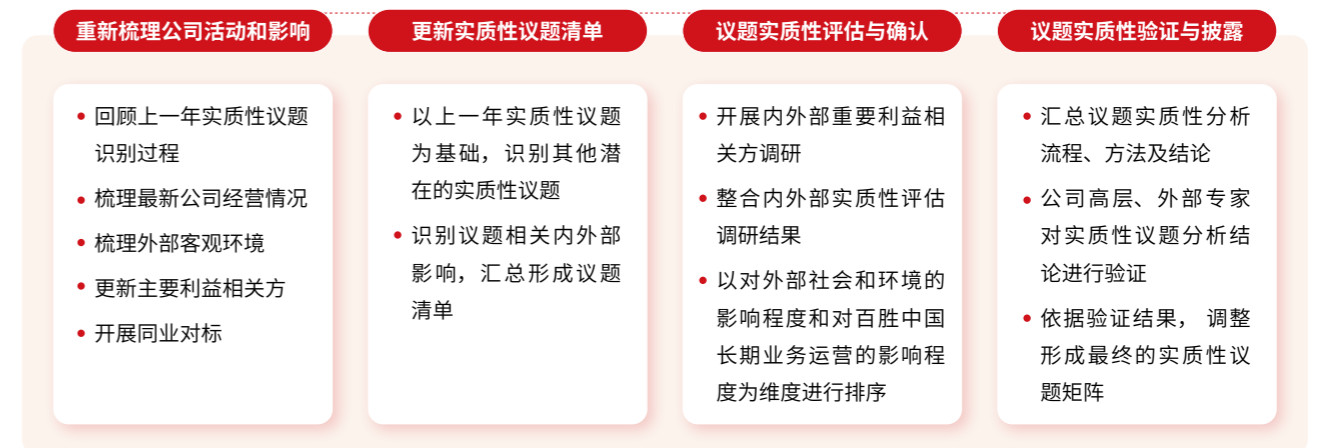 重新梳理公司活动和影响
回顾上一年实质性议题
识别过程
梳理最新公司经营情况
梳理外部客观环境
更新主要利益相关方
开展同业对标
更新实质性议题清单
以上一年实质性议题
为基础，识别其他潜
在的实质性议题
识别议题相关内外部
影响，汇总形成议题
清单
议题实质性评估与确认
开展内外部重要利益相
关方调研
整合内外部实质性评估
调研结果
以对外部社会和环境的
影响程度和对百胜中国
长期业务运营的影响程
度为维度进行排序
议题实质性验证与披露
汇总议题实质性分析
流程、方法及结论
公司高层、外部专家
对实质性议题分析结
论进行验证
依据验证结果， 调整
形成最终的实质性议
题矩阵